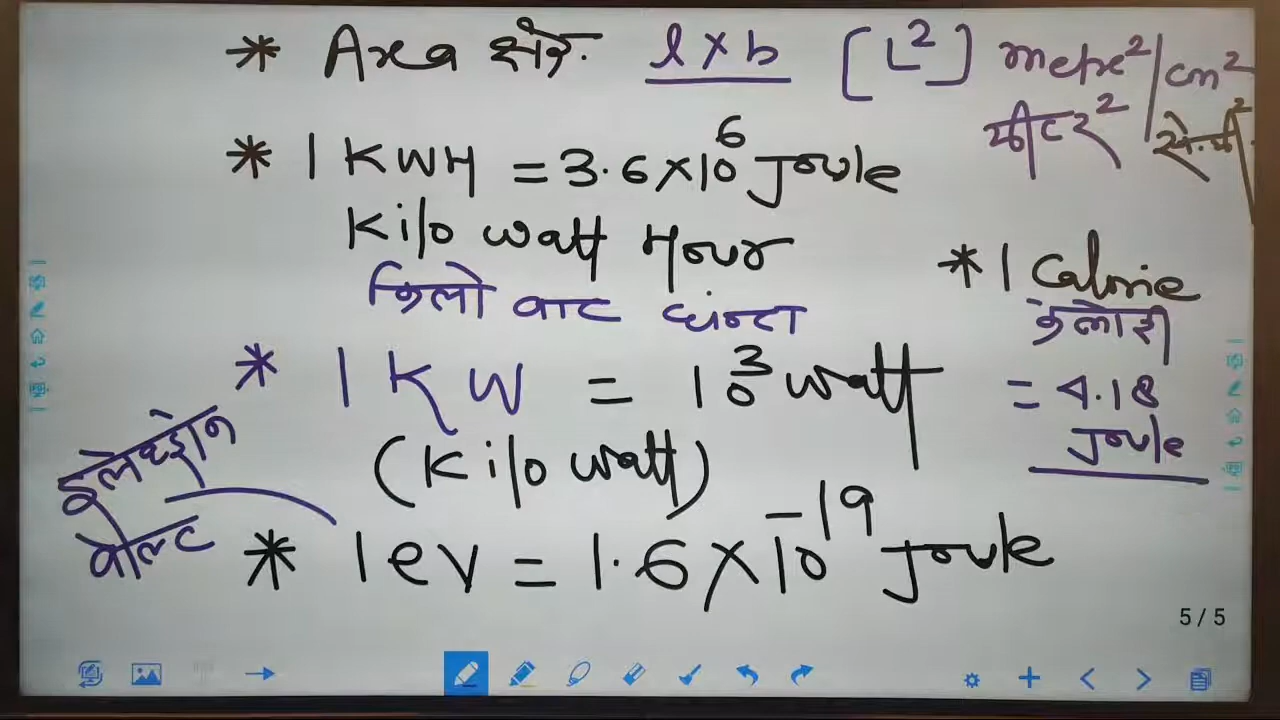 * Area क्षेत्र. l × b [L²] metre²/cm²
मीटर² से.मी²
* 1 KWH = 3.6×10⁶ Joule
Kilo watt Hour
किलो वाट घन्टा
* 1 Calorie
केलोरी
= 4.18
Joule
* 1 KW = 10³ watt
(Kilo watt)
इलेक्ट्रोन
वोल्ट
* 1 ev = 1.6 × 10⁻¹⁹ Joule
5/5